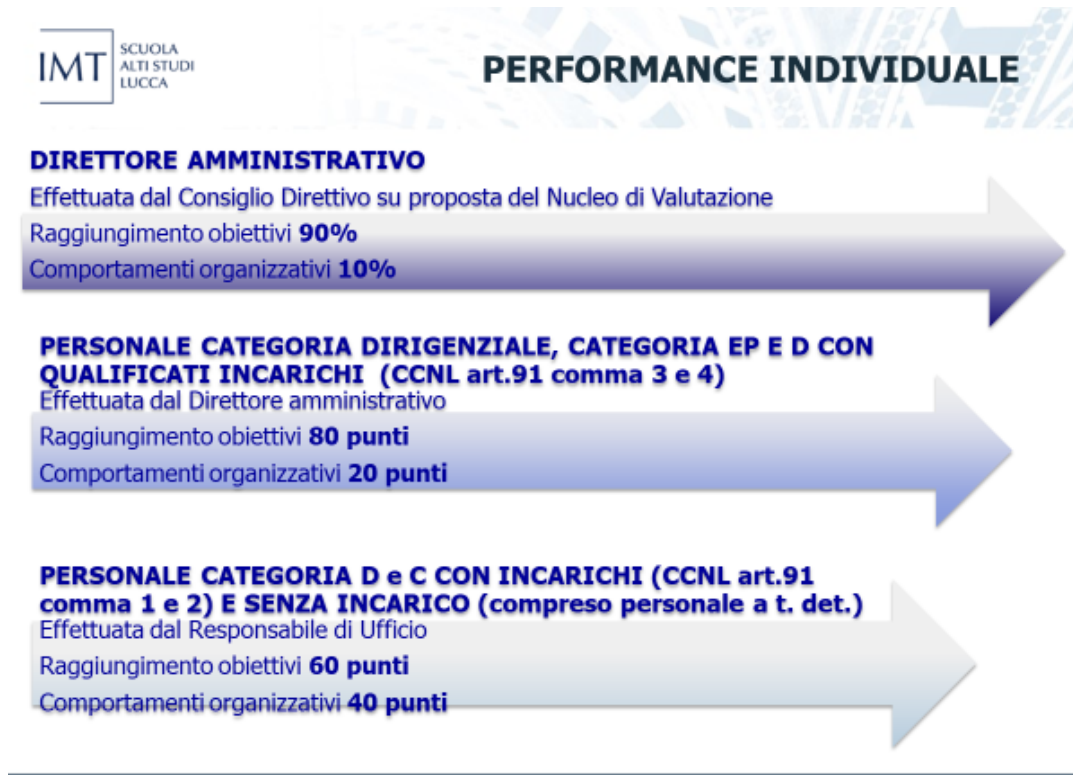 IMT
SCUOLA
ALTI STUDI
LUCCA
PERFORMANCE INDIVIDUALE
DIRETTORE AMMINISTRATIVO
Effettuata dal Consiglio Direttivo su proposta del Nucleo di Valutazione
Raggiungimento obiettivi 90%
Comportamenti organizzativi 10%
PERSONALE CATEGORIA DIRIGENZIALE, CATEGORIA EP E D CON
QUALIFICATI INCARICHI (CCNL art.91 comma 3 e 4)
Effettuata dal Direttore amministrativo
Raggiungimento obiettivi 80 punti
Comportamenti organizzativi 20 punti
PERSONALE CATEGORIA D e C CON INCARICHI (CCNL art.91
comma 1 e 2) E SENZA INCARICO (compreso personale a t. det.)
Effettuata dal Responsabile di Ufficio
Raggiungimento obiettivi 60 punti
Comportamenti organizzativi 40 punti